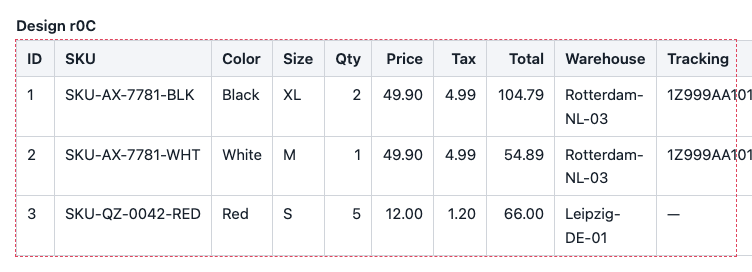 Design r0C
ID SKU Color Size Qty Price Tax Total Warehouse Tracking
1 SKU-AX-7781-BLK Black XL 2 49.90 4.99 104.79 Rotterdam- 1Z999AA101
NL-03
2 SKU-AX-7781-WHT White M 1 49.90 4.99 54.89 Rotterdam- 1Z999AA101
NL-03
3 SKU-QZ-0042-RED Red S 5 12.00 1.20 66.00 Leipzig- —
DE-01